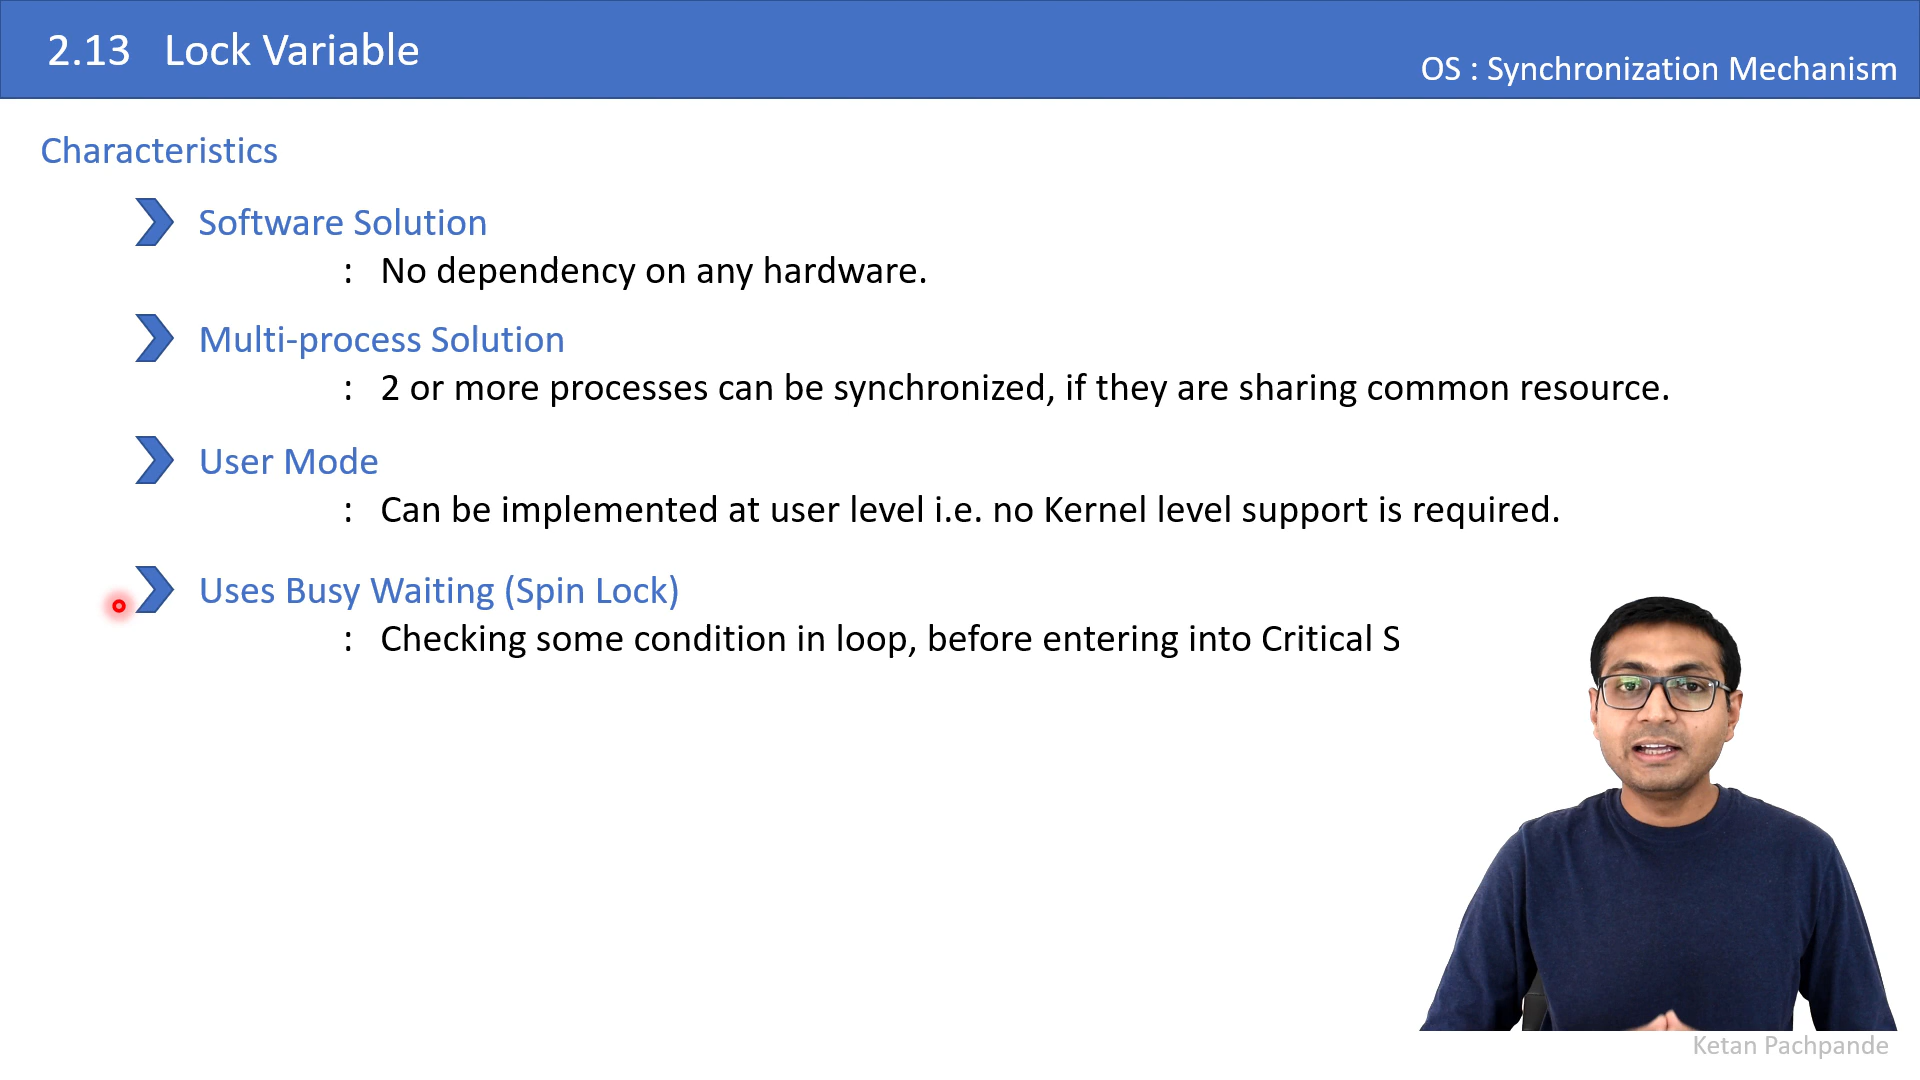 2.13 Lock Variable
OS : Synchronization Mechanism
Characteristics
Software Solution
: No dependency on any hardware.
Multi-process Solution
: 2 or more processes can be synchronized, if they are sharing common resource.
User Mode
: Can be implemented at user level i.e. no Kernel level support is required.
Uses Busy Waiting (Spin Lock)
: Checking some condition in loop, before entering into Critical S
Ketan Pachpande